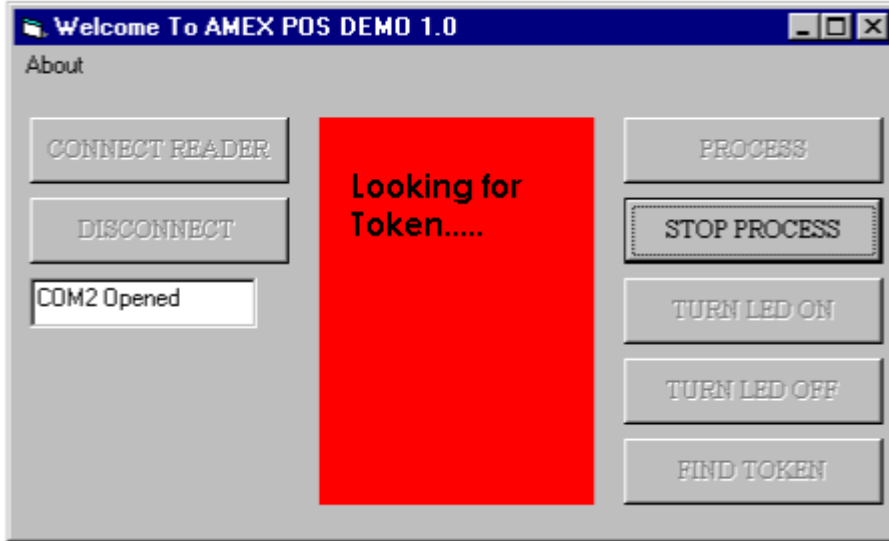 Welcome To AMEX POS DEMO 1.0
About
CONNECT READER
DISCONNECT
COM2 Opened
Looking for
Token.....
PROCESS
STOP PROCESS
TURN LED ON
TURN LED OFF
FIND TOKEN